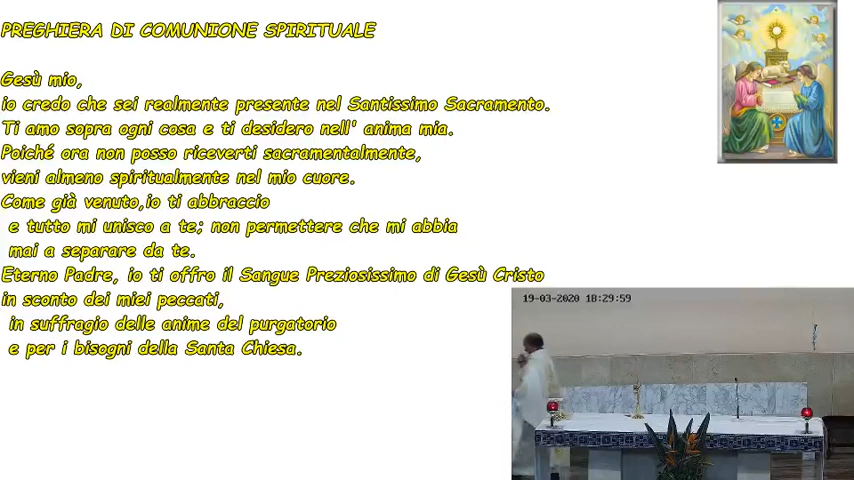 PREGHIERA DI COMUNIONE SPIRITUALE
Gesù mio,
io credo che sei realmente presente nel Santissimo Sacramento.
Ti amo sopra ogni cosa e ti desidero nell' anima mia.
Poiché ora non posso riceverti sacramentalmente,
vieni almeno spiritualmente nel mio cuore.
Come già venuto,io ti abbraccio
e tutto mi unisco a te; non permettere che mi abbia
mai a separare da te.
Eterno Padre, io ti offro il Sangue Preziosissimo di Gesù Cristo
in sconto dei miei peccati,
in suffragio delle anime del purgatorio
e per i bisogni della Santa Chiesa.
19-03-2020 18:29:59